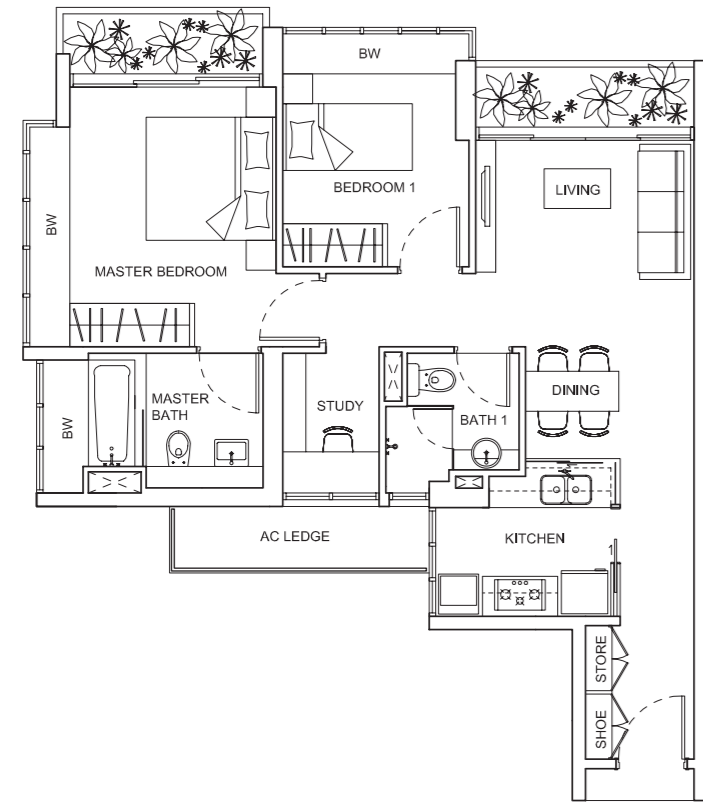 BW
BEDROOM 1
LIVING
BW
MASTER BEDROOM
MASTER
BATH
STUDY
BATH 1
DINING
BW
AC LEDGE
KITCHEN
1
STORE
SHOE